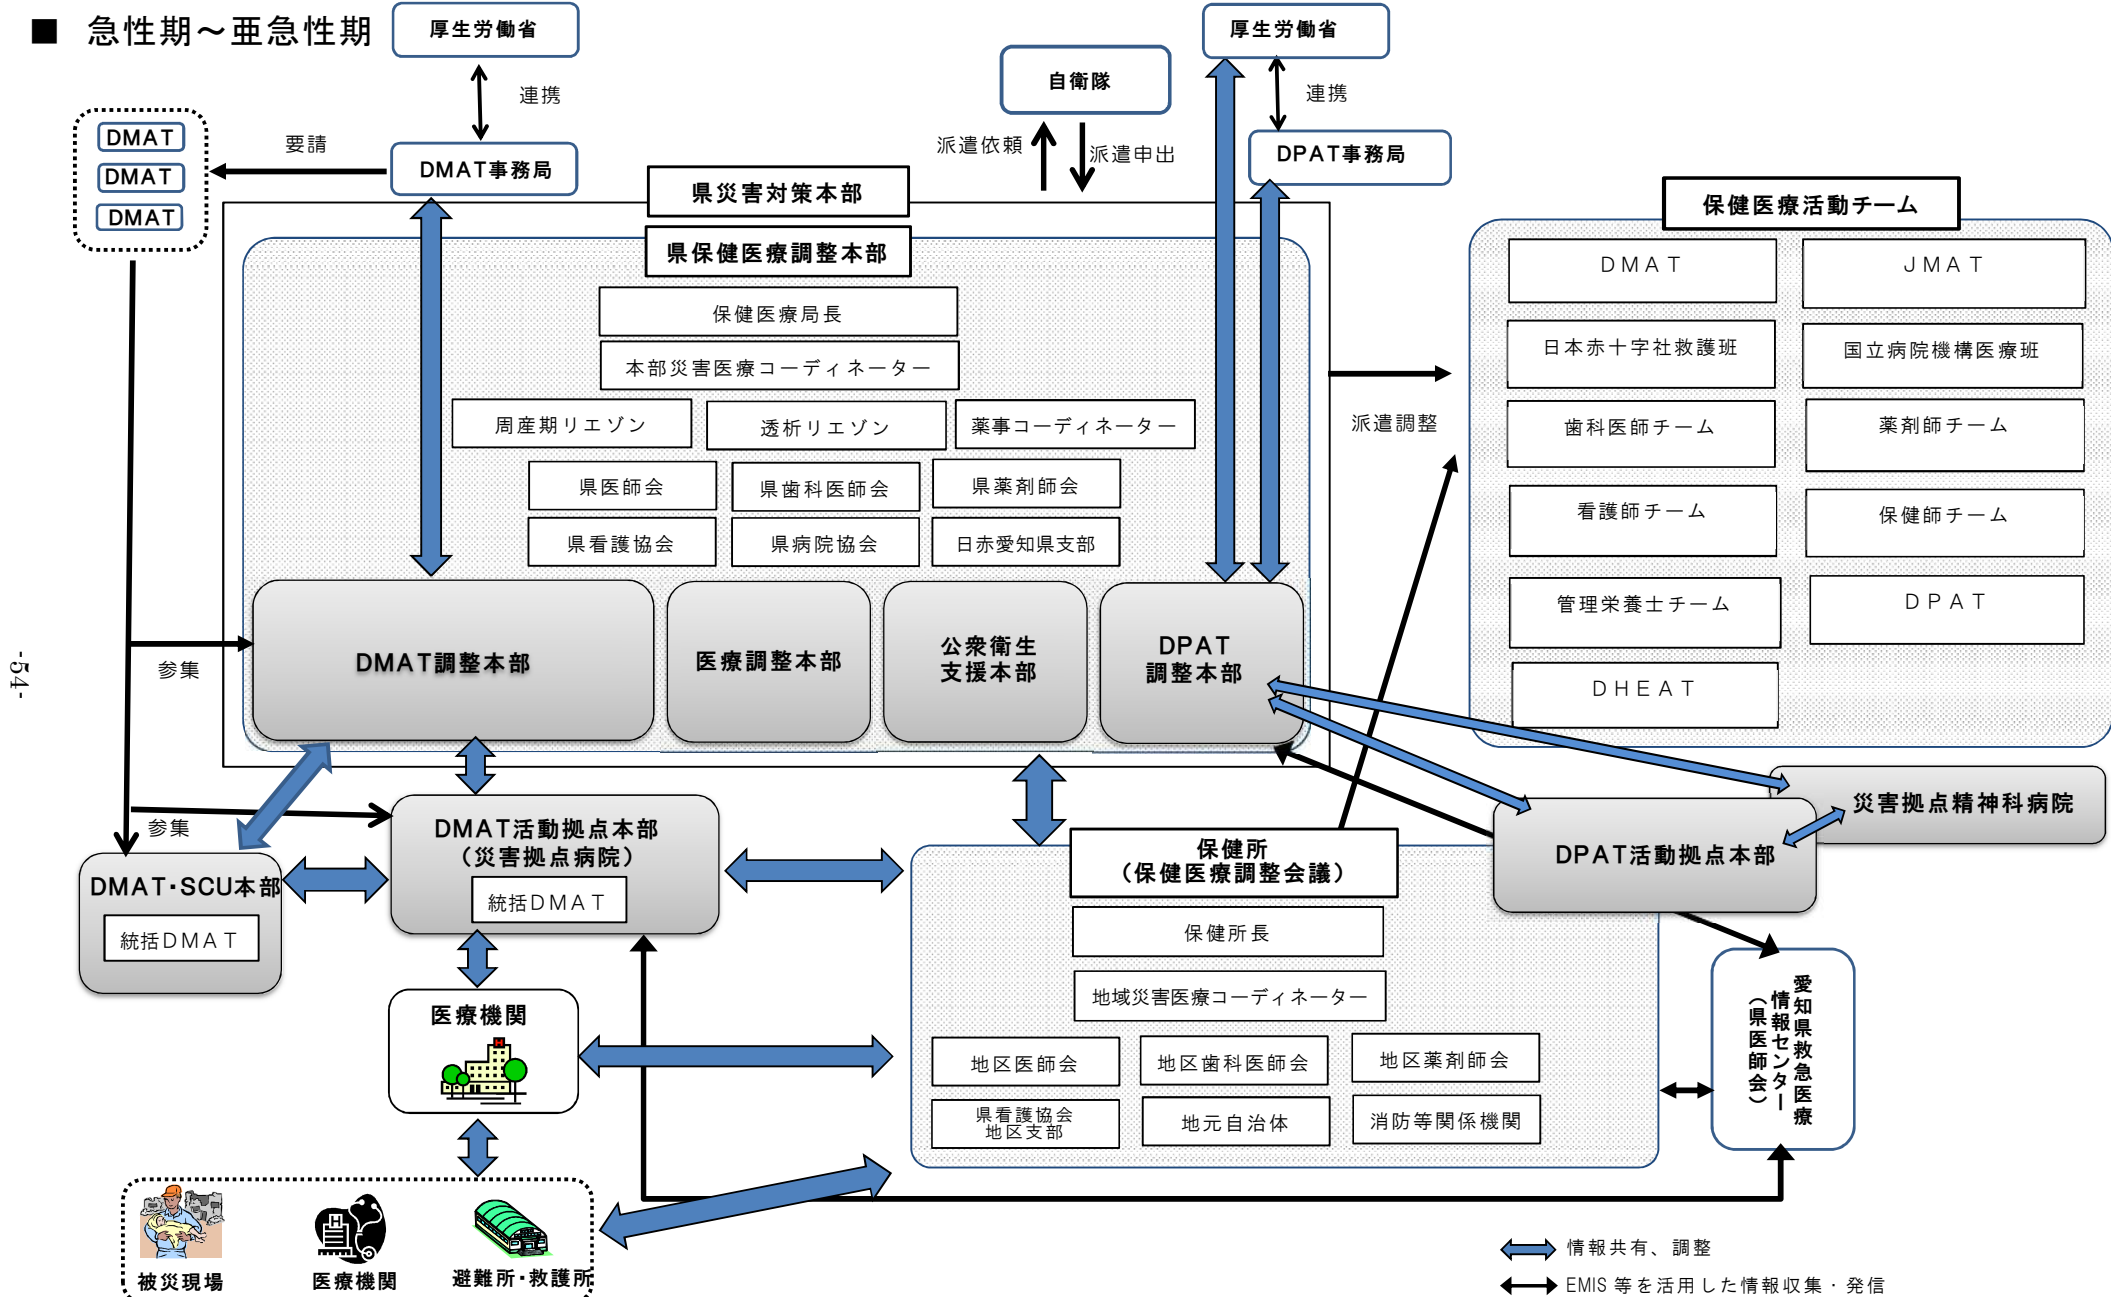 ■ 急性期～亜急性期
厚生労働省
連携
DMAT
DMAT
DMAT
要請
DMAT事務局
自衛隊
派遣依頼
派遣申出
厚生労働省
連携
DPAT事務局
県災害対策本部
県保健医療調整本部
保健医療局長
本部災害医療コーディネーター
周産期リエゾン
透析リエゾン
薬事コーディネーター
県医師会
県歯科医師会
県薬剤師会
県看護協会
県病院協会
日赤愛知県支部
DMAT調整本部
医療調整本部
公衆衛生
支援本部
DPAT
調整本部
派遣調整
保健医療活動チーム
ＤＭＡＴ
ＪＭＡＴ
日本赤十字社救護班
国立病院機構医療班
歯科医師チーム
薬剤師チーム
看護師チーム
保健師チーム
管理栄養士チーム
ＤＰＡＴ
ＤＨＥＡＴ
参集
参集
DMAT・SCU本部
統括DＭＡＴ
DMAT活動拠点本部
（災害拠点病院）
統括DＭＡＴ
医療機関
H
被災現場
医療機関
避難所・救護所
保健所
（保健医療調整会議）
保健所長
地域災害医療コーディネーター
地区医師会
地区歯科医師会
地区薬剤師会
県看護協会
地区支部
地元自治体
消防等関係機関
DPAT活動拠点本部
災害拠点精神科病院
愛知県救急医療
情報センター
（県医師会）
情報共有、調整
EMIS 等を活用した情報収集・発信
-54-